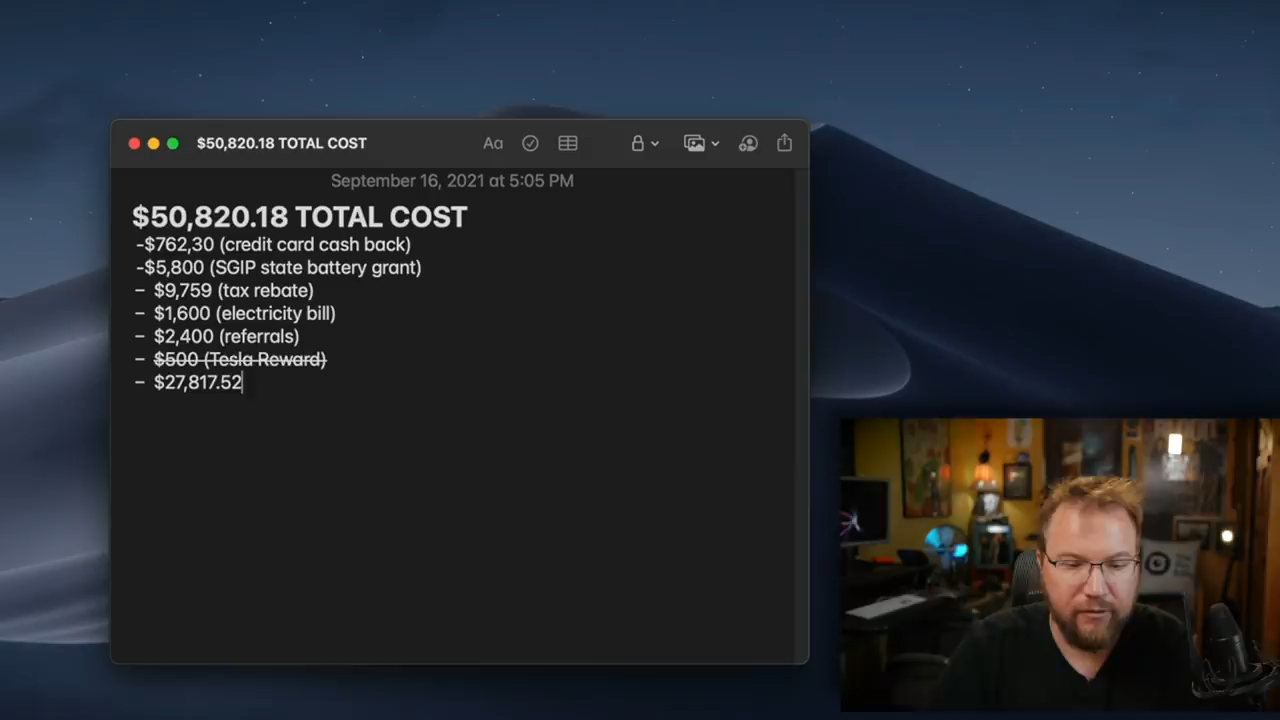 $50,820.18 TOTAL COST
Aa
September 16, 2021 at 5:05 PM
$50,820.18 TOTAL COST
-$762,30 (credit card cash back)
-$5,800 (SGIP state battery grant)
– $9,759 (tax rebate)
– $1,600 (electricity bill)
– $2,400 (referrals)
– $500 (Tesla Reward)
– $27,817.52